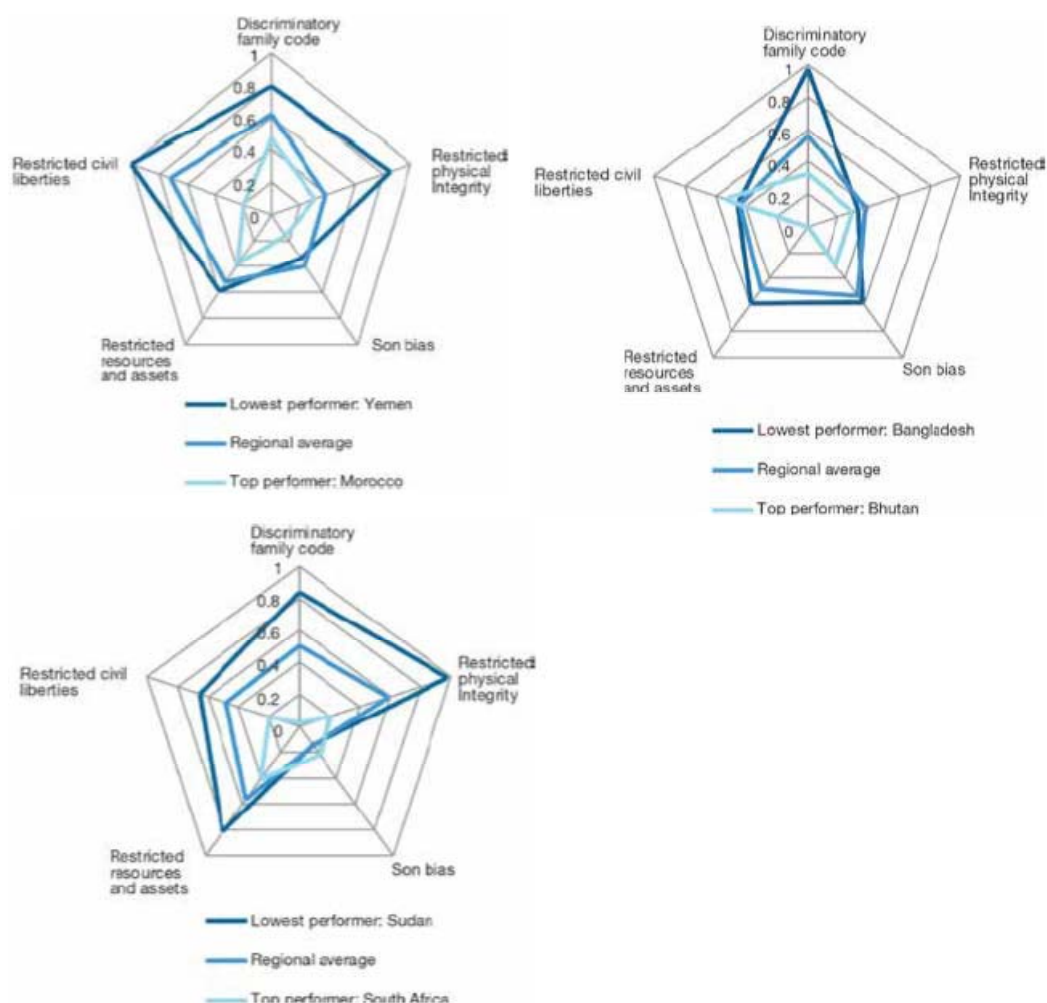 Discriminatory
family code
1
0.8
0.6
0.4
0.2
0
Restricted civil
liberties
Restricted
physical
Integrity
Restricted
resources
and assets
Son bias
Lowest performer: Yemen
Regional average
Top performer: Morocco
Discriminatory
family code
1
0.8
0.6
0.4
0.2
0
Restricted civil
liberties
Restricted
physical
Integrity
Restricted
resources
and assets
Son bias
Lowest performer: Bangladesh
Regional average
Top performer: Bhutan
Discriminatory
family code
1
0.8
0.6
0.4
0.2
0
Restricted civil
liberties
Restricted
physical
Integrity
Restricted
resources
and assets
Son bias
Lowest performer: Sudan
Regional average
Top performer: South Africa